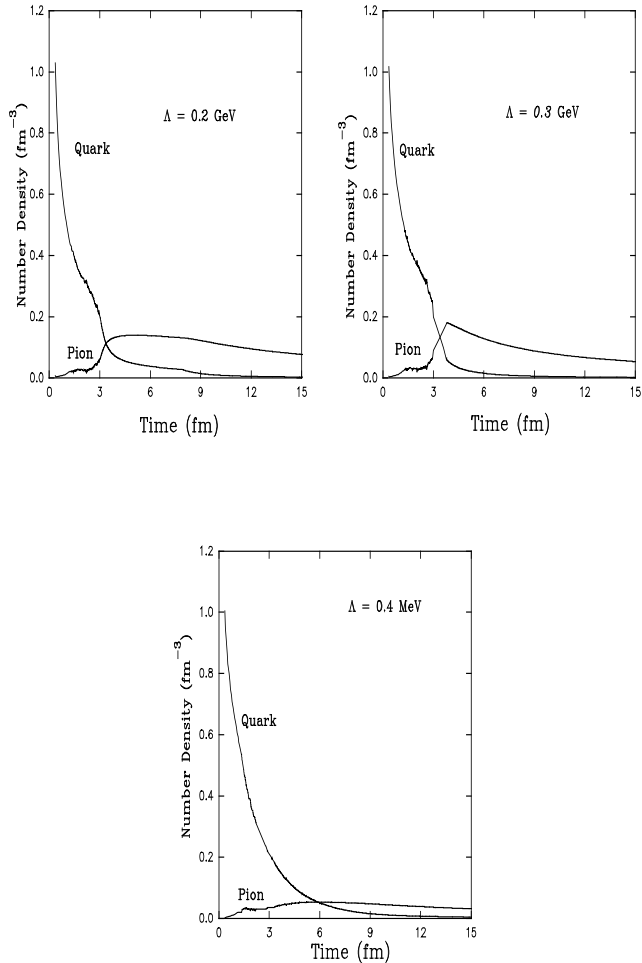 1.2
1.0
0.8
0.6
0.4
0.2
0.0
Number Density (fm⁻³)
Λ = 0.2 GeV
Quark
Pion
0 3 6 9 12 15
Time (fm)
1.2
1.0
0.8
0.6
0.4
0.2
0.0
Number Density (fm⁻³)
Λ = 0.3 GeV
Quark
Pion
0 3 6 9 12 15
Time (fm)
1.2
1.0
0.8
0.6
0.4
0.2
0.0
Number Density (fm⁻³)
Λ = 0.4 MeV
Quark
Pion
0 3 6 9 12 15
Time (fm)